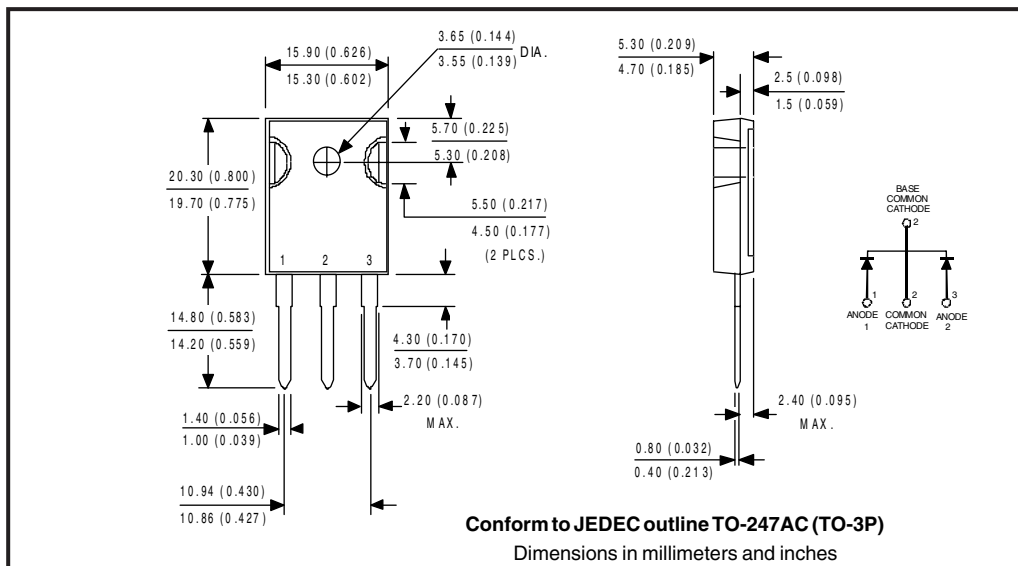 15.90 (0.626)
15.30 (0.602)
3.65 (0.144)
3.55 (0.139)
DIA.
5.30 (0.209)
4.70 (0.185)
2.5 (0.098)
1.5 (0.059)
5.70 (0.225)
5.30 (0.208)
20.30 (0.800)
19.70 (0.775)
5.50 (0.217)
4.50 (0.177)
(2 PLCS.)
1 2 3
BASE
COMMON
CATHODE
2
1 2 3
ANODE
1
COMMON
CATHODE
ANODE
2
14.80 (0.583)
14.20 (0.559)
4.30 (0.170)
3.70 (0.145)
2.20 (0.087)
MAX.
1.40 (0.056)
1.00 (0.039)
2.40 (0.095)
MAX.
0.80 (0.032)
0.40 (0.213)
10.94 (0.430)
10.86 (0.427)
Conform to JEDEC outline TO-247AC (TO-3P)
Dimensions in millimeters and inches